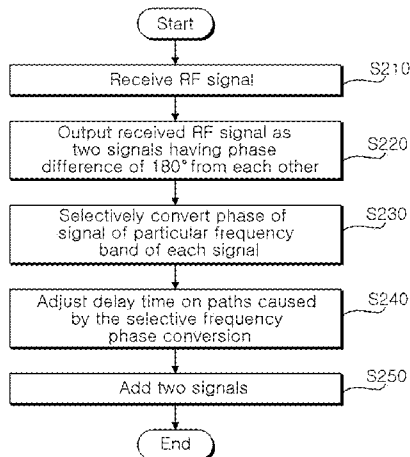 Start
S210
Receive RF signal
Output received RF signal as
two signals having phase
difference of 180° from each other
S220
Selectively convert phase of
signal of particular frequency
band of each signal
S230
Adjust delay time on paths caused
by the selective frequency
phase conversion
S240
S250
Add two signals
End